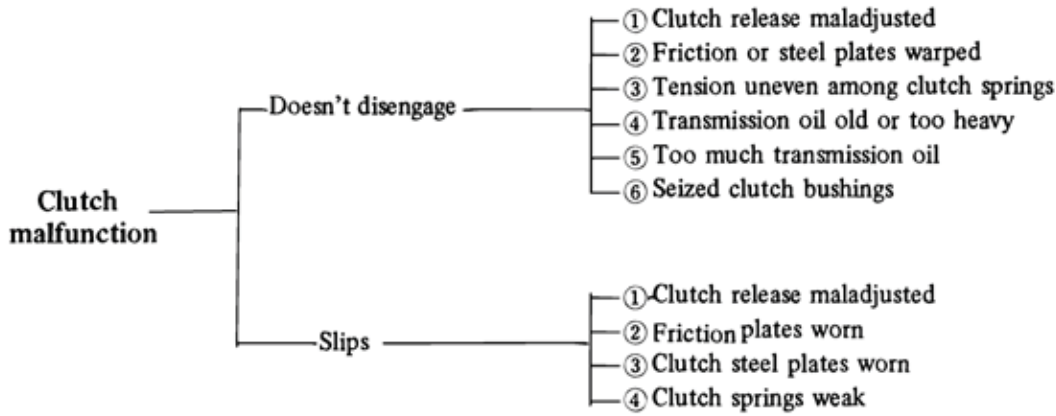 Clutch
malfunction
Doesn't disengage
① Clutch release maladjusted
② Friction or steel plates warped
③ Tension uneven among clutch springs
④ Transmission oil old or too heavy
⑤ Too much transmission oil
⑥ Seized clutch bushings
Slips
① Clutch release maladjusted
② Friction plates worn
③ Clutch steel plates worn
④ Clutch springs weak